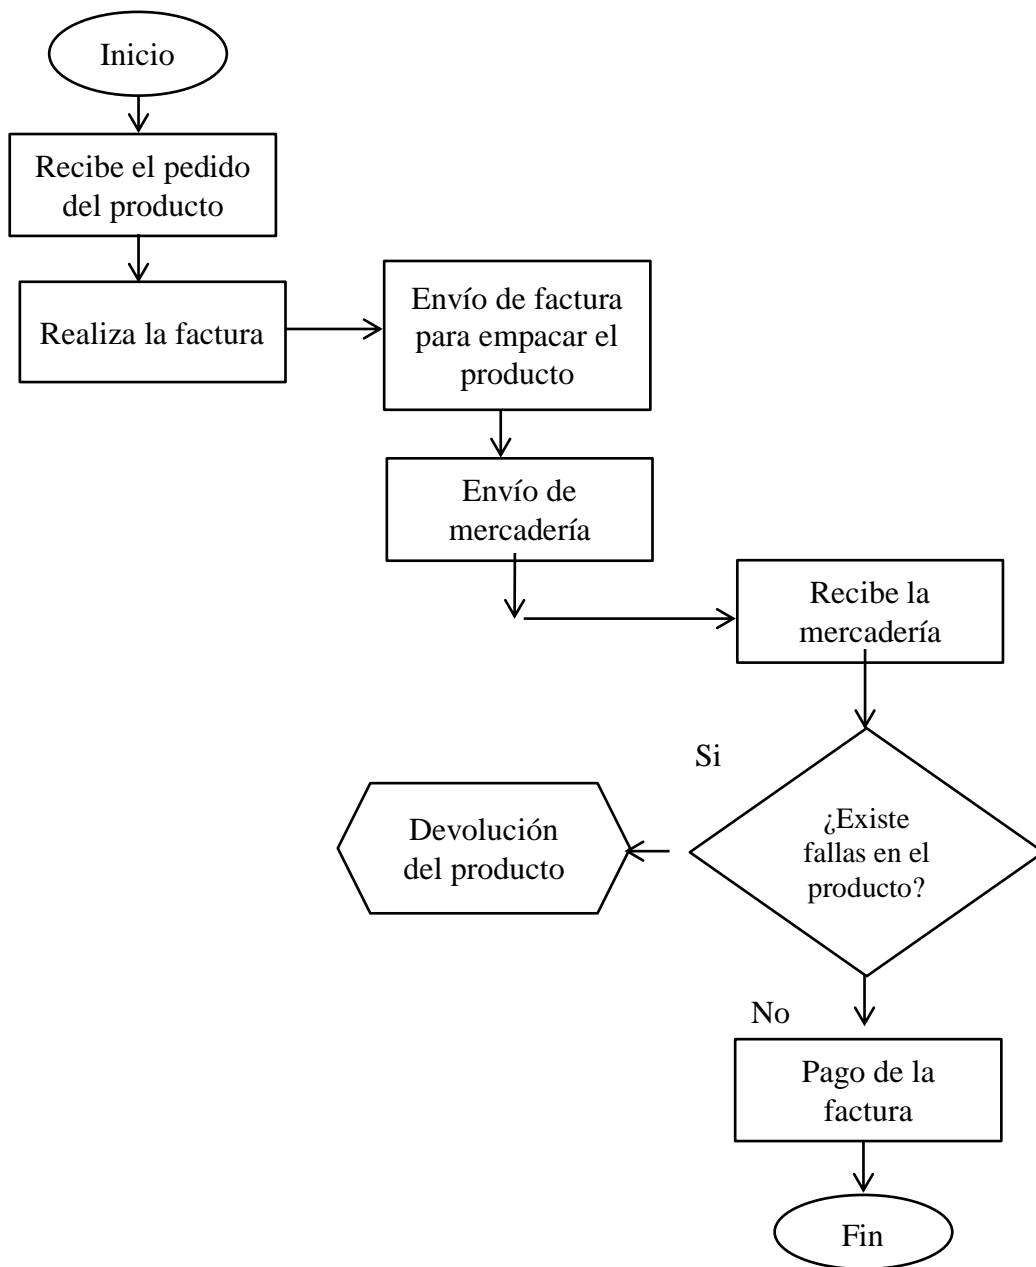 Inicio
Recibe el pedido
del producto
Realiza la factura
Envío de factura
para empacar el
producto
Envío de
mercadería
Recibe la
mercadería
Si
¿Existe
fallas en el
producto?
Devolución
del producto
No
Pago de la
factura
Fin